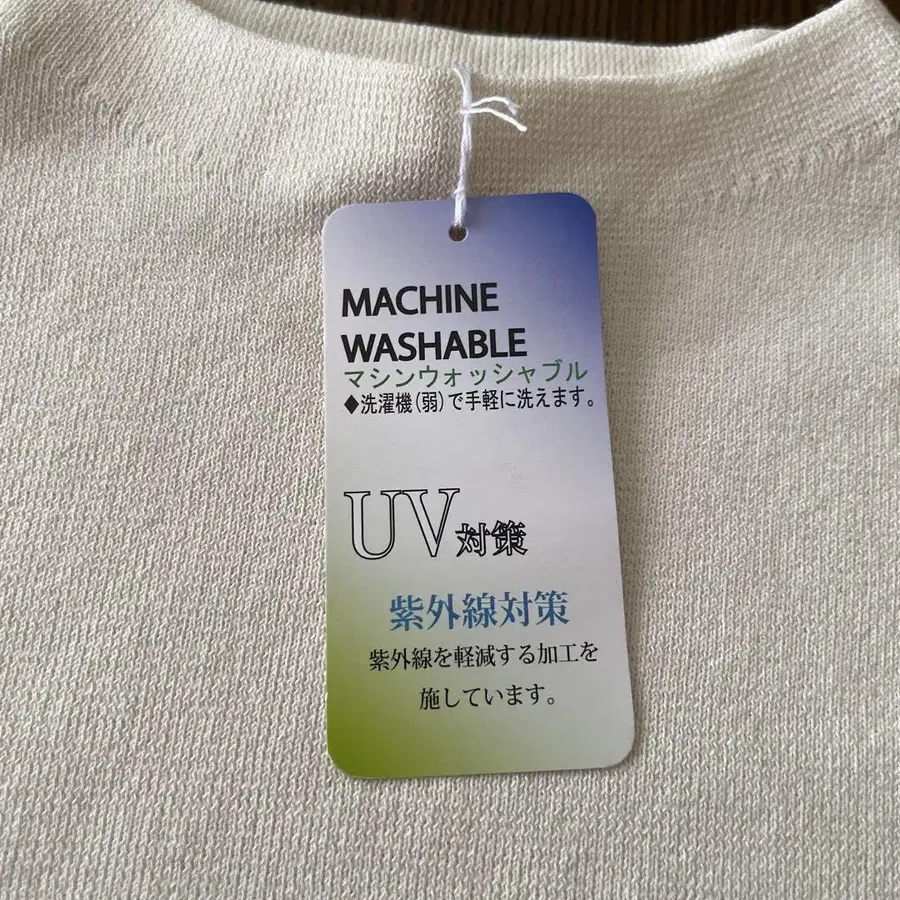 MACHINE
WASHABLE
マシンウォッシャブル
◆洗濯機(弱)で手軽に洗えます。
UV対策
紫外線対策
紫外線を軽減する加工を
施しています。